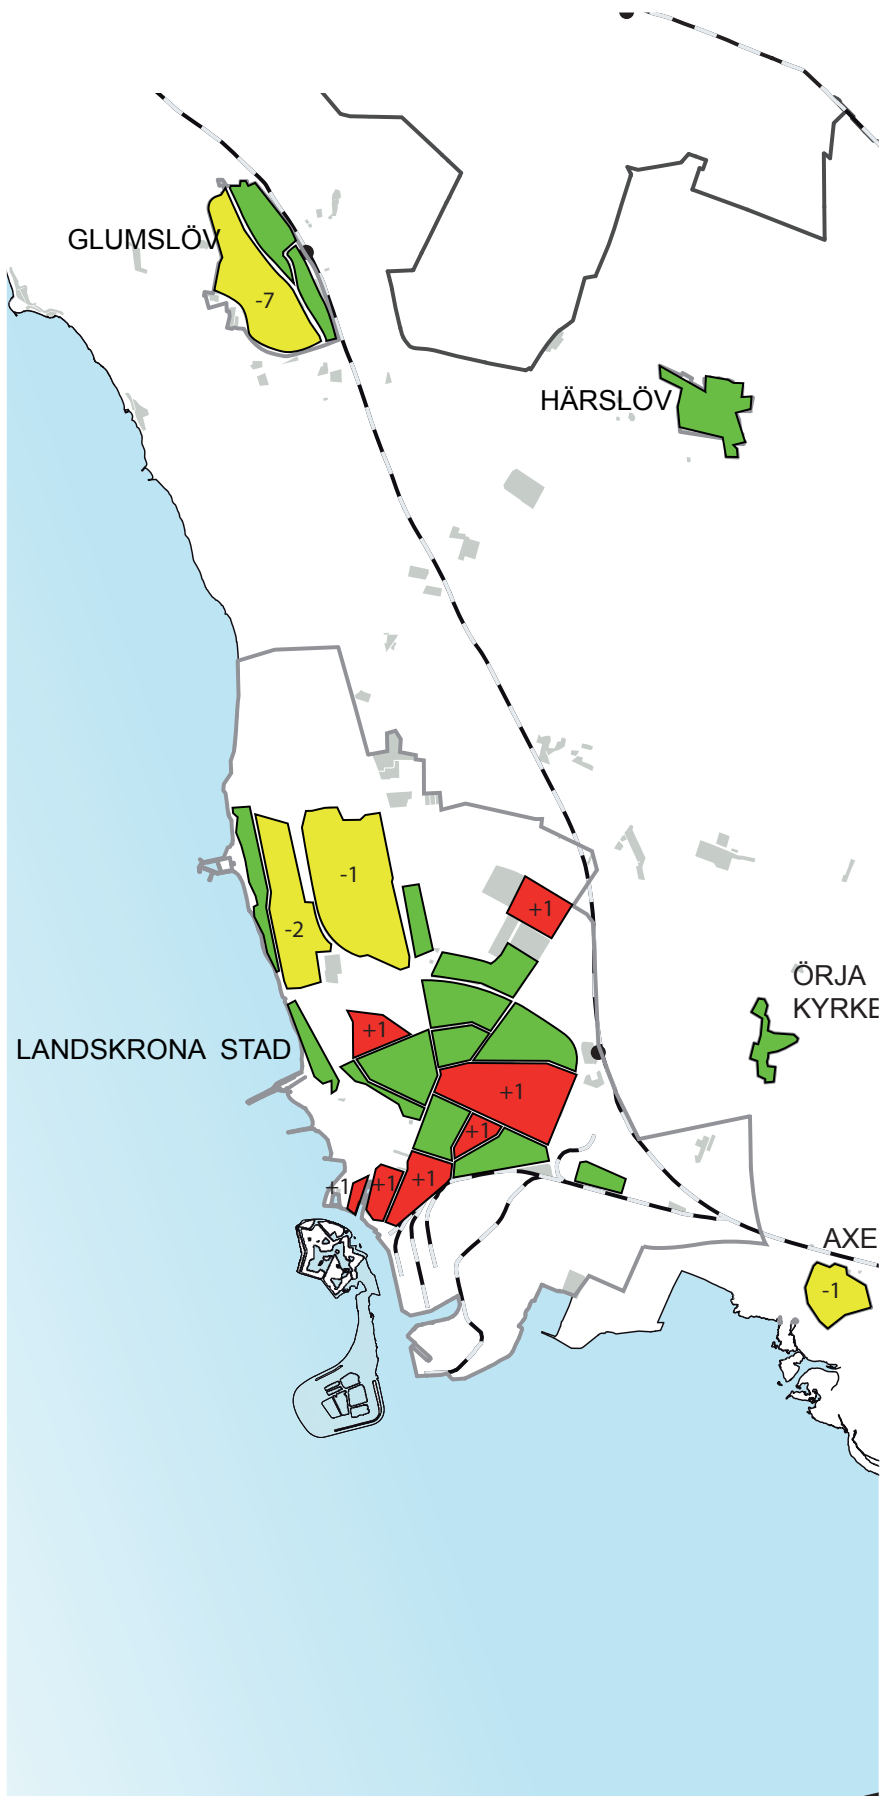 GLUMSLÖV
-7
HÄRSLÖV
-1
+1
-2
ÖRJA
KYRKE
+1
LANDSKRONA STAD
+1
+1
+1
+1
+1
AXE
-1